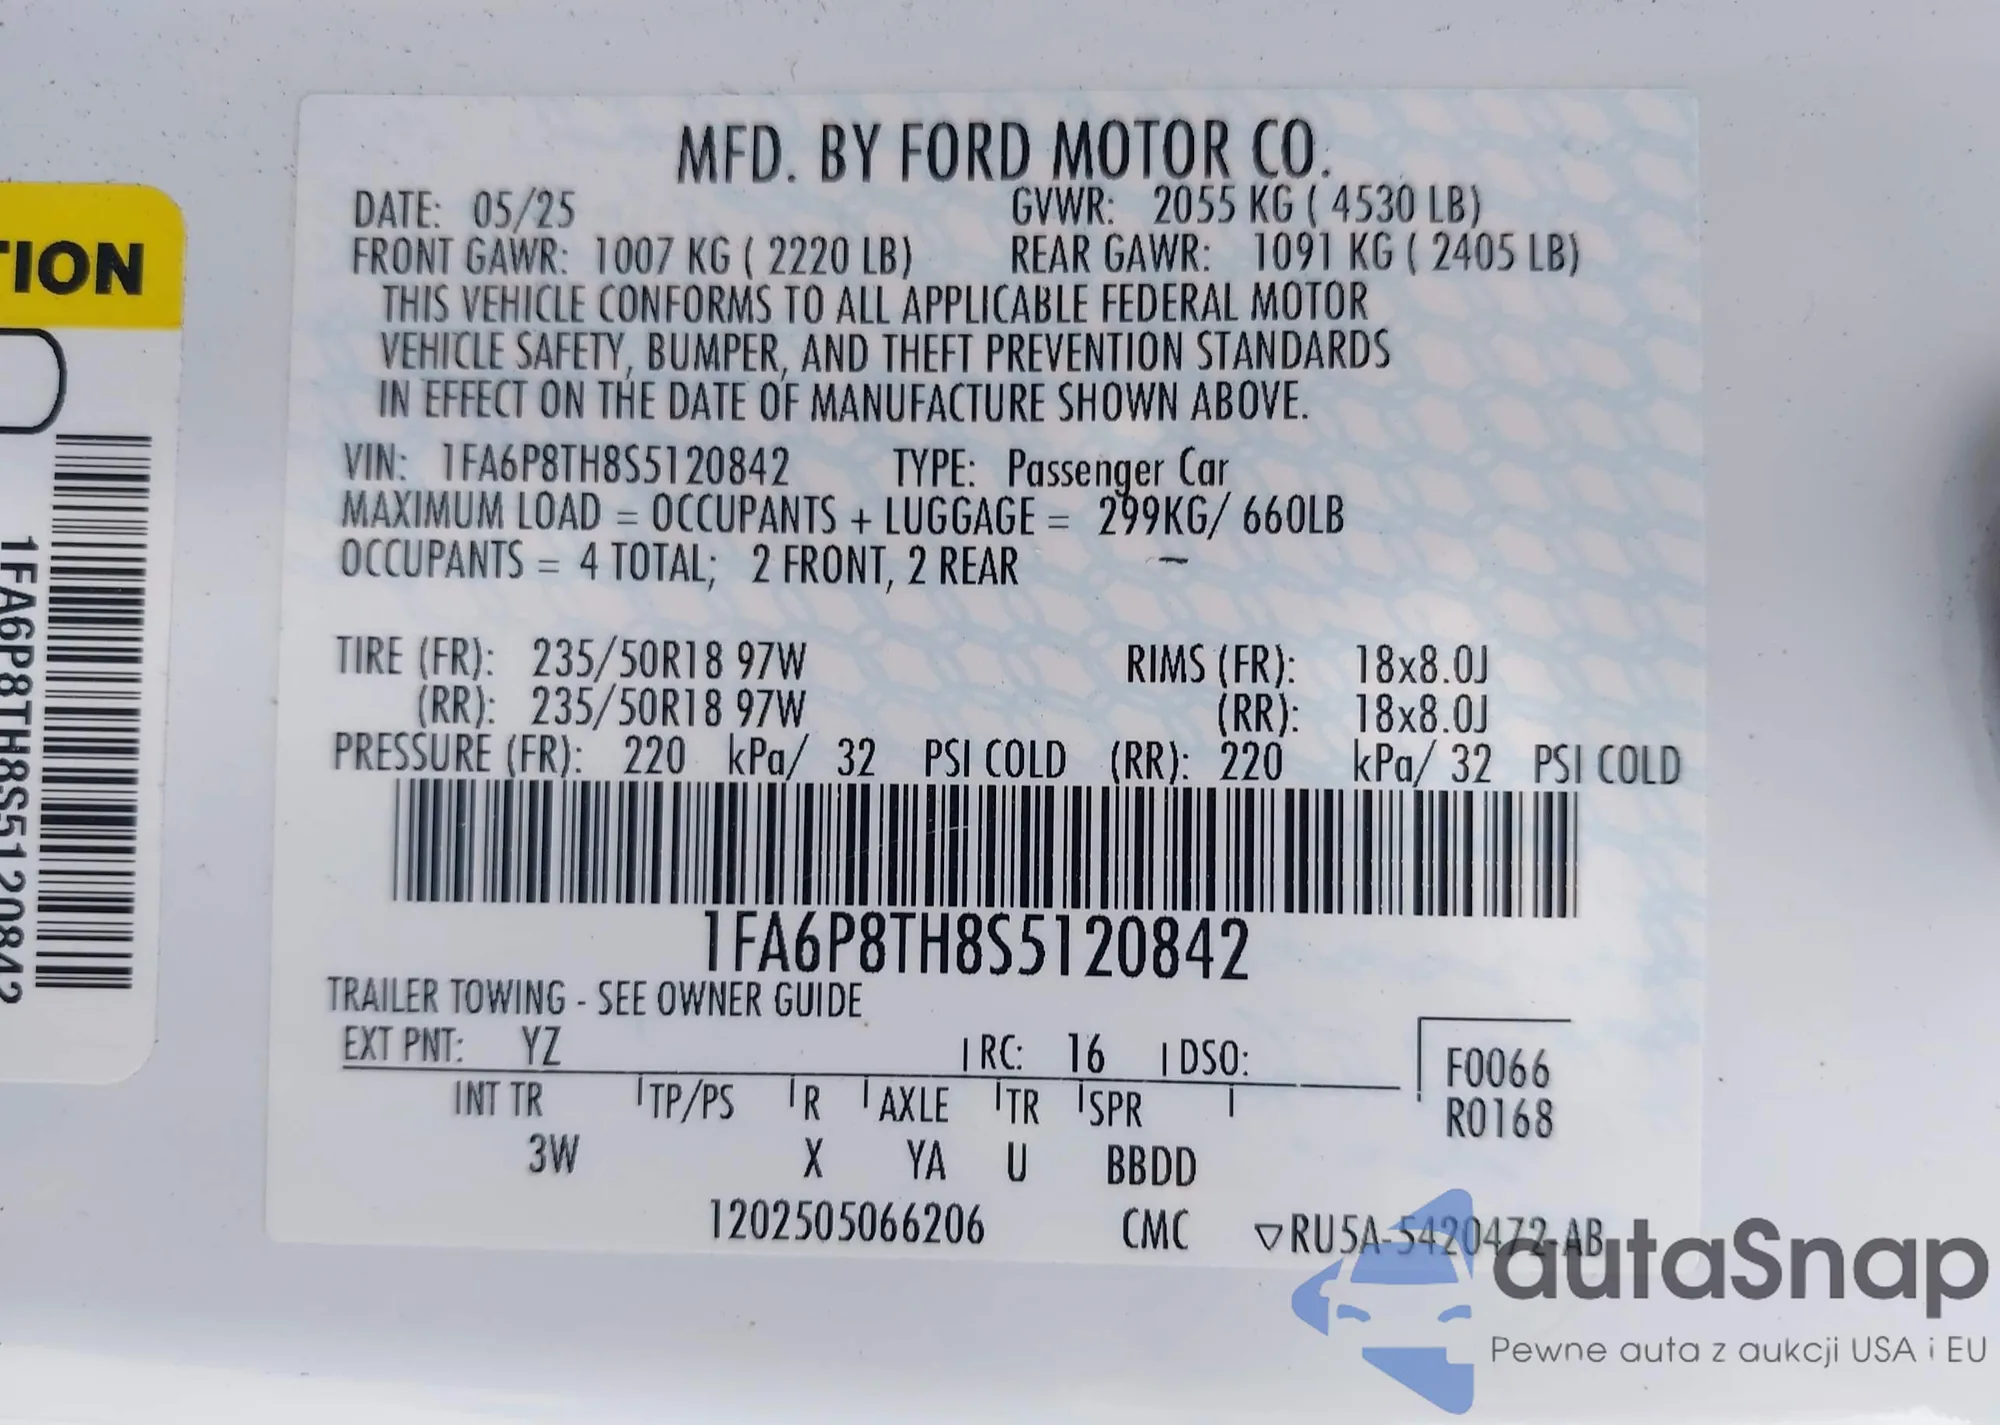 MFD. BY FORD MOTOR CO.
DATE: 05/25 GVWR: 2055 KG ( 4530 LB)
FRONT GAWR: 1007 KG ( 2220 LB) REAR GAWR: 1091 KG ( 2405 LB)
THIS VEHICLE CONFORMS TO ALL APPLICABLE FEDERAL MOTOR
VEHICLE SAFETY, BUMPER, AND THEFT PREVENTION STANDARDS
IN EFFECT ON THE DATE OF MANUFACTURE SHOWN ABOVE.
VIN: 1FA6P8TH8S5120842 TYPE: Passenger Car
MAXIMUM LOAD = OCCUPANTS + LUGGAGE = 299KG/ 660LB
OCCUPANTS = 4 TOTAL; 2 FRONT, 2 REAR ~
TIRE (FR): 235/50R18 97W RIMS (FR): 18x8.0J
(RR): 235/50R18 97W (RR): 18x8.0J
PRESSURE (FR): 220 kPa/ 32 PSI COLD (RR): 220 kPa/ 32 PSI COLD
1FA6P8TH8S5120842
TRAILER TOWING - SEE OWNER GUIDE
EXT PNT: YZ RC: 16 DSO:
F0066
R0168
INT TR TP/PS R AXLE TR SPR
3W X YA U BBDD
1202505066206 CMC ▽RU5A-5420472-AB
TION
1FA6P8TH8S5120842
autaSnap
Pewne auta z aukcji USA i EU